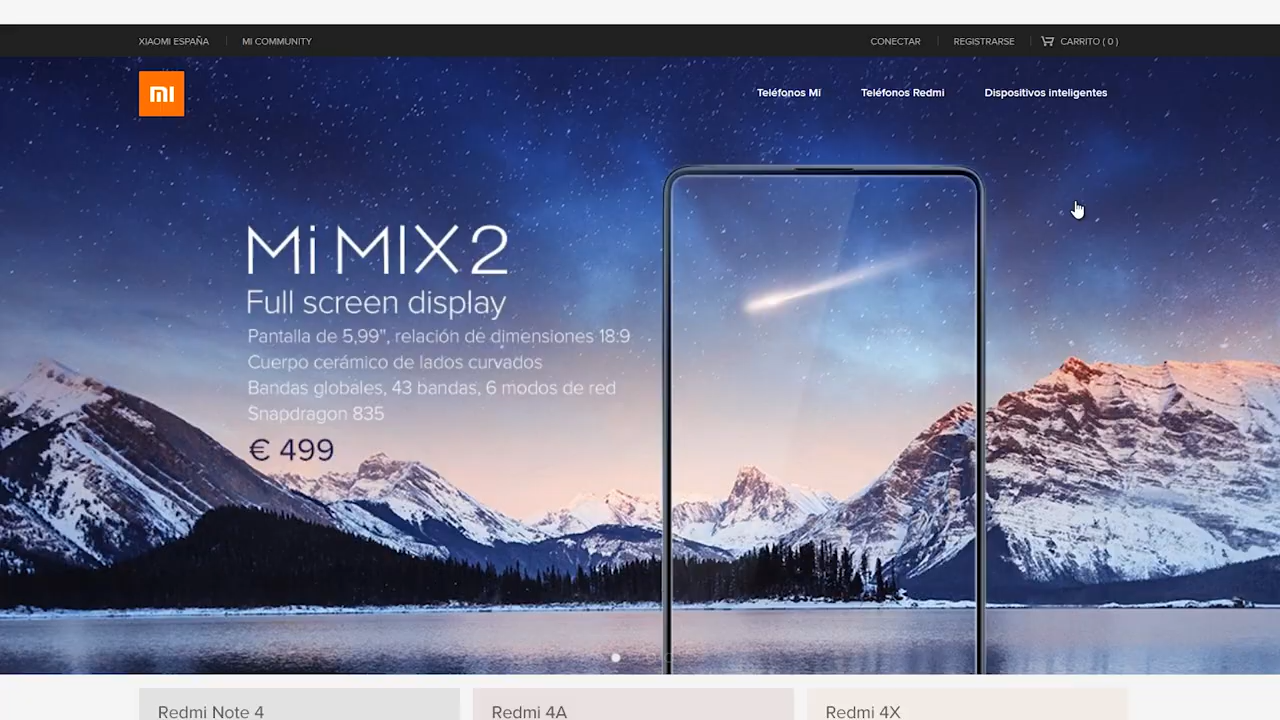 XIAOMI ESPAÑA
MI COMMUNITY
CONECTAR
REGISTRARSE
CARRITO ( 0 )
mi
Teléfonos Mi
Teléfonos Redmi
Dispositivos inteligentes
Mi MIX 2
Full screen display
Pantalla de 5,99", relación de dimensiones 18:9
Cuerpo cerámico de lados curvados
Bandas globales, 43 bandas, 6 modos de red
Snapdragon 835
€ 499
Redmi Note 4
Redmi 4A
Redmi 4X